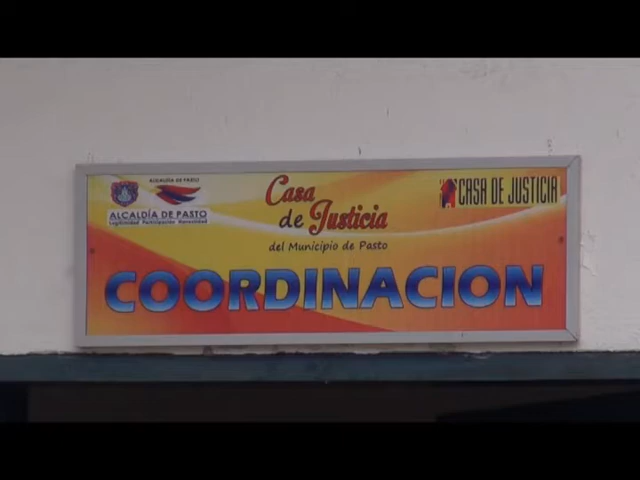 ALCALDÍA DE PASTO
ALCALDÍA DE PASTO
Legitimidad Participación Honestidad
Casa
de Justicia
del Municipio de Pasto
CASA DE JUSTICIA
COORDINACION